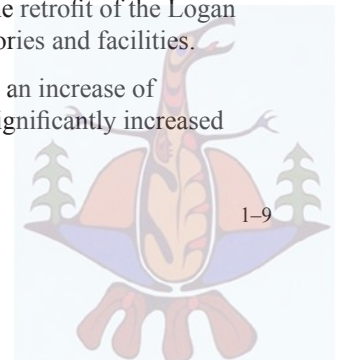 e retrofit of the Logan
ories and facilities.
an increase of
ignificantly increased
1–9